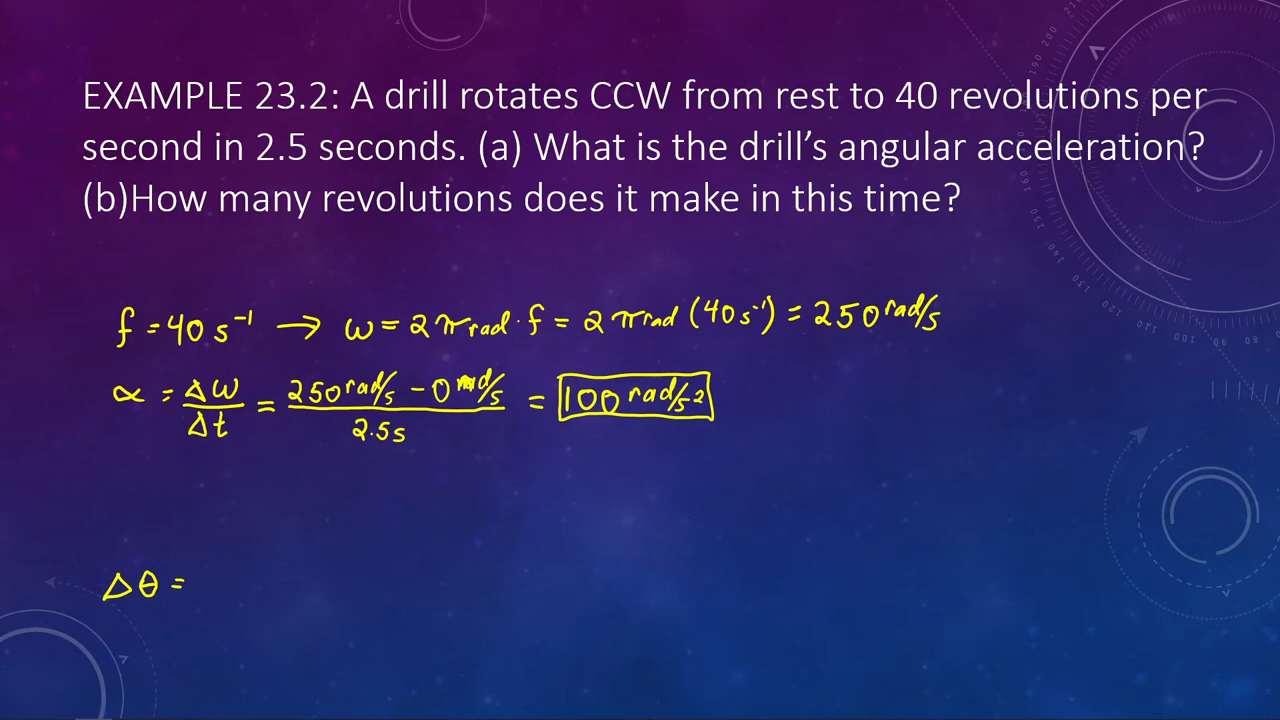 EXAMPLE 23.2: A drill rotates CCW from rest to 40 revolutions per
second in 2.5 seconds. (a) What is the drill’s angular acceleration?
(b)How many revolutions does it make in this time?
f = 40 s⁻¹ → ω = 2π rad · f = 2π rad (40 s⁻¹) = 250 rad/s
α = Δω/Δt = (250 rad/s − 0 rad/s)/2.5s = 100 rad/s²
Δθ =